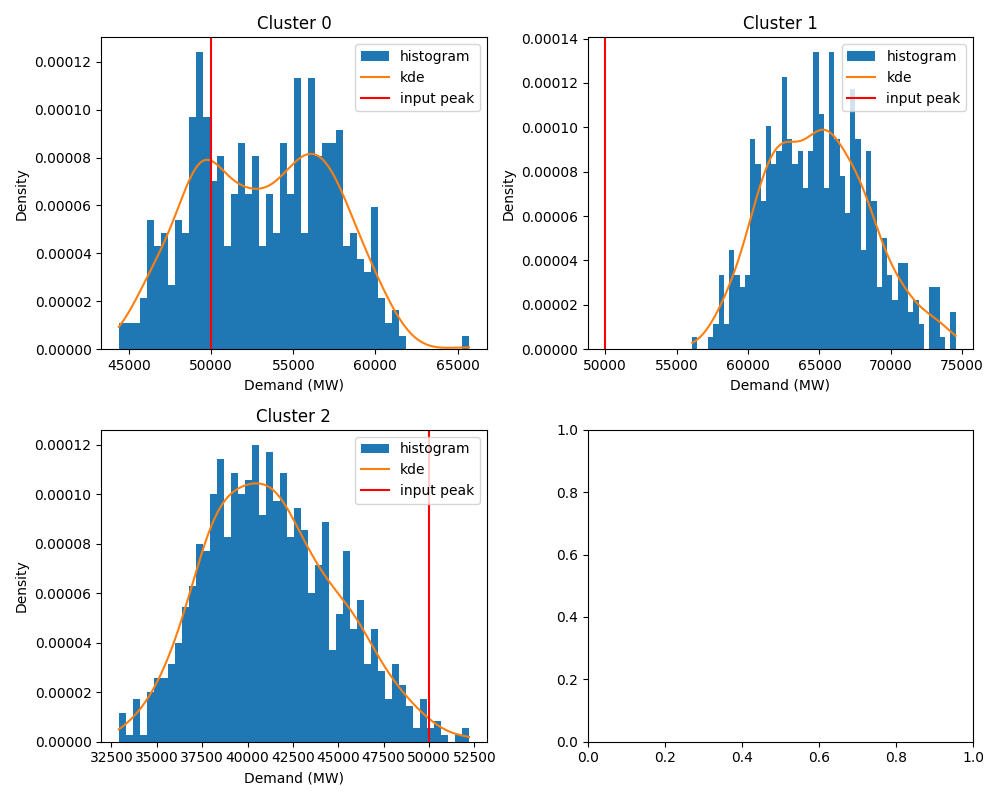 Cluster 0
0.00012
0.00010
0.00008
0.00006
0.00004
0.00002
0.00000
Density
45000 50000 55000 60000 65000
Demand (MW)
histogram
kde
input peak
Cluster 1
0.00014
0.00012
0.00010
0.00008
0.00006
0.00004
0.00002
0.00000
Density
50000 55000 60000 65000 70000 75000
Demand (MW)
histogram
kde
input peak
Cluster 2
0.00012
0.00010
0.00008
0.00006
0.00004
0.00002
0.00000
Density
32500 35000 37500 40000 42500 45000 47500 50000 52500
Demand (MW)
histogram
kde
input peak
1.0
0.8
0.6
0.4
0.2
0.0
0.0 0.2 0.4 0.6 0.8 1.0